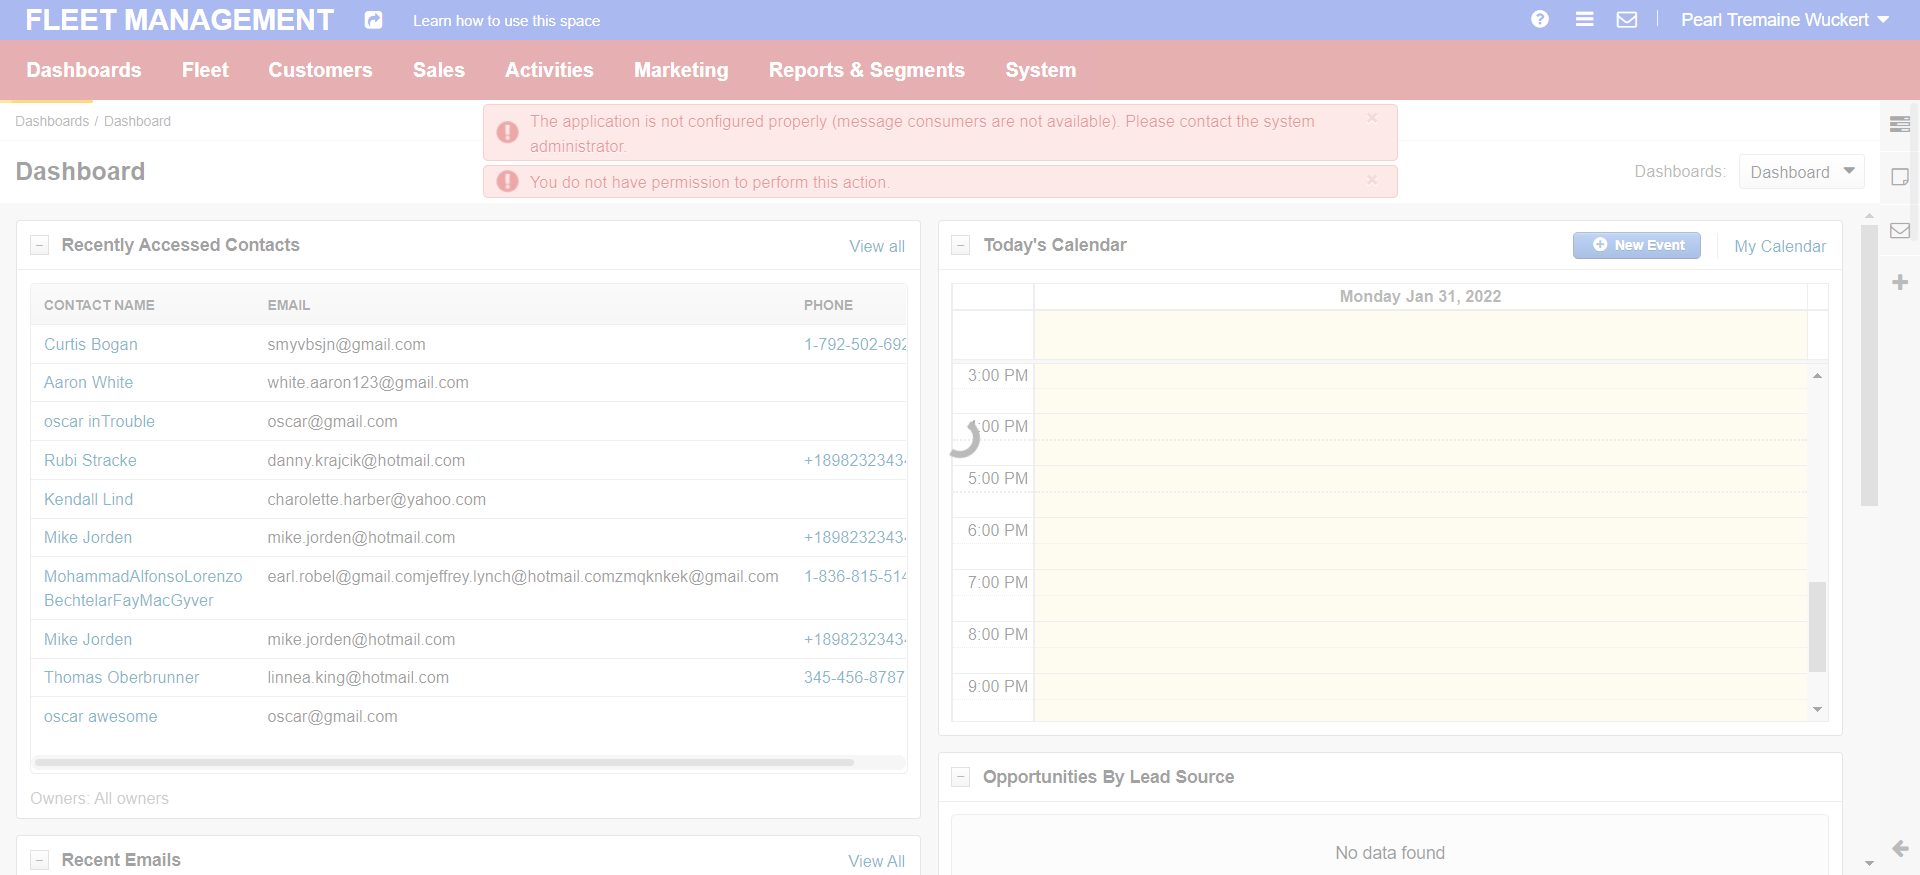 FLEET MANAGEMENT
Learn how to use this space
Pearl Tremaine Wuckert
Dashboards Fleet Customers Sales Activities Marketing Reports & Segments System
Dashboards / Dashboard
The application is not configured properly (message consumers are not available). Please contact the system
administrator.
You do not have permission to perform this action.
Dashboard
Dashboards: Dashboard
Recently Accessed Contacts View all
CONTACT NAME EMAIL PHONE
Curtis Bogan smyvbsjn@gmail.com 1-792-502-692
Aaron White white.aaron123@gmail.com
oscar inTrouble oscar@gmail.com
Rubi Stracke danny.krajcik@hotmail.com +18982323434
Kendall Lind charolette.harber@yahoo.com
Mike Jorden mike.jorden@hotmail.com +18982323434
MohammadAlfonsoLorenzo earl.robel@gmail.comjeffrey.lynch@hotmail.comzmqknkek@gmail.com 1-836-815-514
BechtelarFayMacGyver
Mike Jorden mike.jorden@hotmail.com +18982323434
Thomas Oberbrunner linnea.king@hotmail.com 345-456-8787
oscar awesome oscar@gmail.com
Owners: All owners
Recent Emails View All
Today's Calendar New Event My Calendar
Monday Jan 31, 2022
3:00 PM
4:00 PM
5:00 PM
6:00 PM
7:00 PM
8:00 PM
9:00 PM
Opportunities By Lead Source
No data found